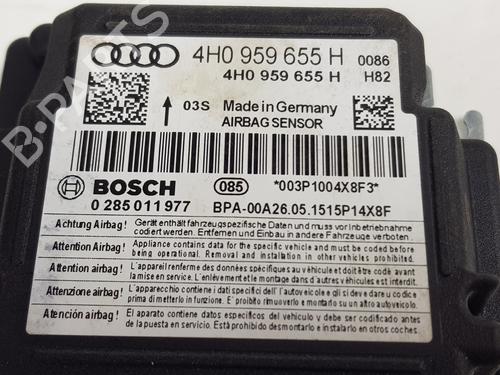 4H0 959 655 H 0086
4H0 959 655 H H82
03S Made in Germany
AIRBAG SENSOR
BOSCH 085 *003P1004X8F3*
0 285 011 977 BPA-00A26.05.1515P14X8F
Achtung Airbag! Gerät enthält fahrzeugspezifische Daten und muss vor Inbetriebnahme
codiert werden. Entfernen und Einbau in andere Fahrzeuge verboten.
Attention Airbag! Appliance contains data for the specific vehicle and must be coded before
being operational. Removal and installation in other vehicles prohibited.
Attention airbag! L'appareil renferme des données spécifiques au véhicule et doit être codé avant
la mise en service. L'enlèvement et le montage dans d'autres véhicules est interdit.
Attenzione airbag! L'apparecchio contiene data per l'autoveicolo e gli si deve dare u codice
prima di metterlo in funzione. E' proibito rimuoverlo e montarlo su altri autoveicolo.
Atención airbag! El aparato contiene datos especificos del vehiculo y debe ser codificado antes
de la puesta en servicio. Está prohibido desmontarlo e instalarlo en otros coches.
B-PARTS